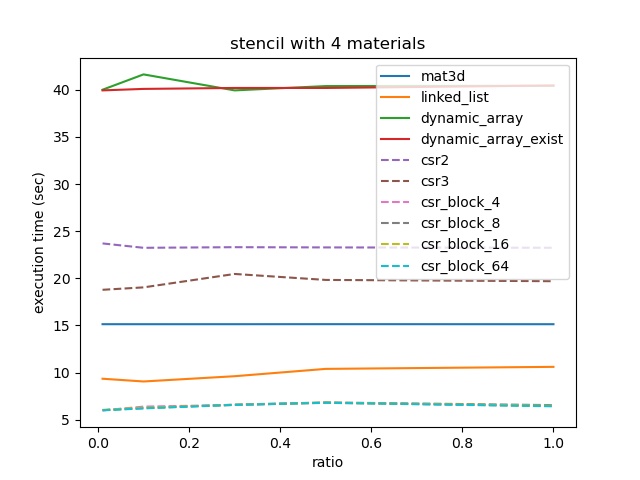 stencil with 4 materials
execution time (sec)
40
35
30
25
20
15
10
5
mat3d
linked_list
dynamic_array
dynamic_array_exist
csr2
csr3
csr_block_4
csr_block_8
csr_block_16
csr_block_64
0.0 0.2 0.4 0.6 0.8 1.0
ratio